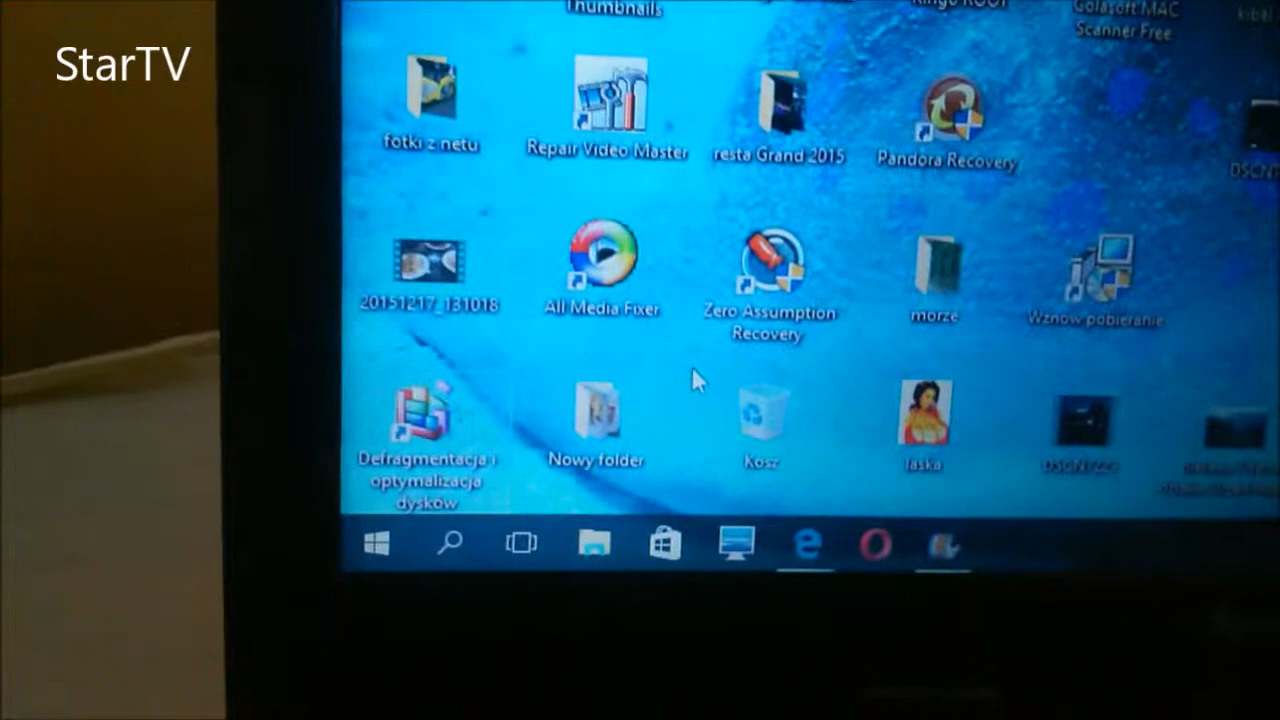 StarTV
Thumbnails
Golasoft MAC
Scanner Free
fotki z netu
Repair Video Master
resta Grand 2015
Pandora Recovery
20151217_131018
All Media Fixer
Zero Assumption
Recovery
morze
Wznów pobieranie
Defragmentacja i
optymalizacja
dysków
Nowy folder
Kosz
laska